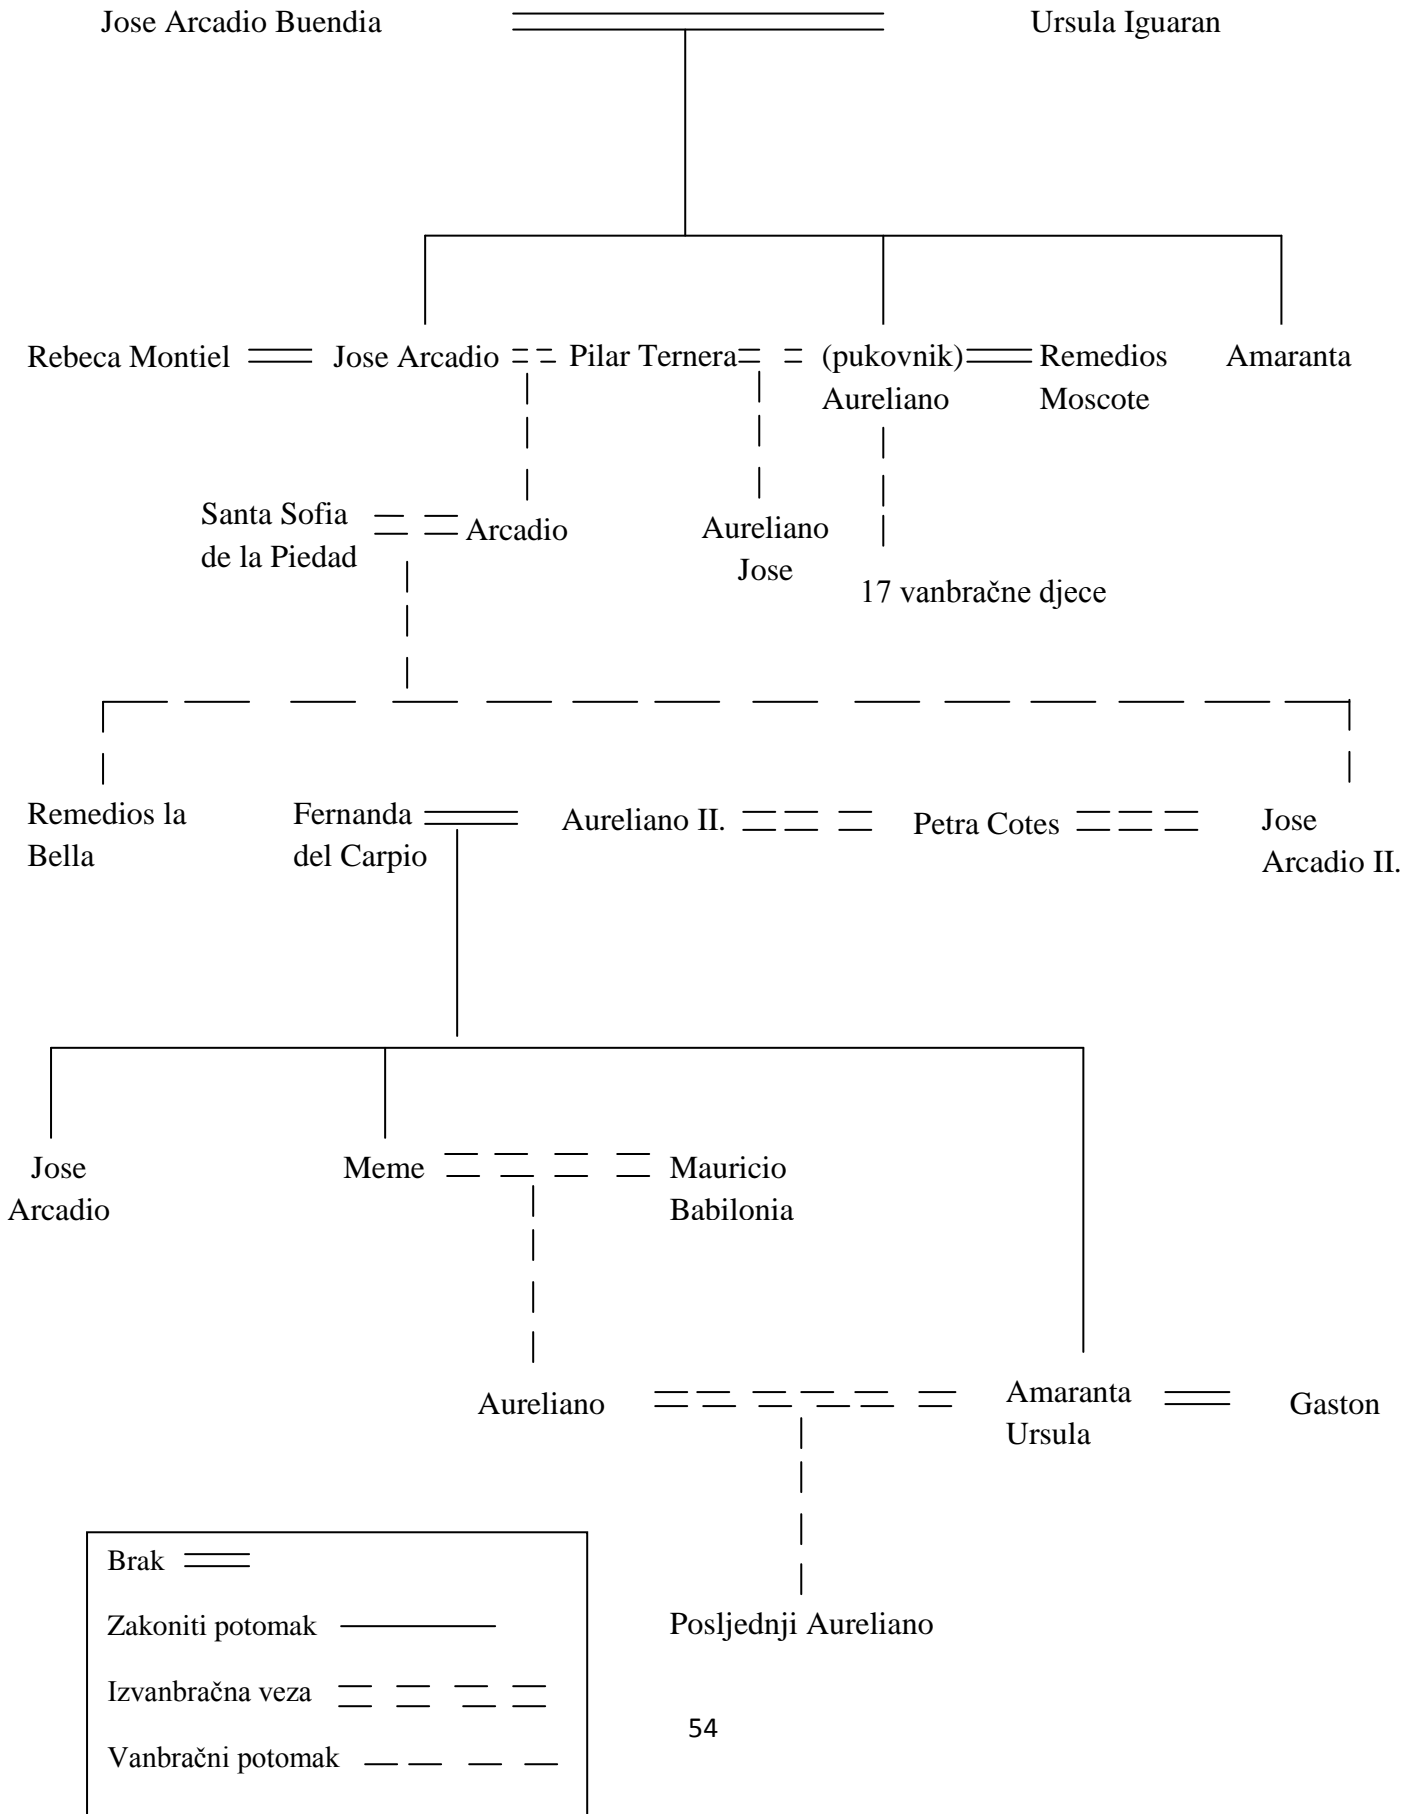 Jose Arcadio Buendia
Ursula Iguaran
Rebeca Montiel
Jose Arcadio
Pilar Ternera
(pukovnik)
Aureliano
Remedios
Moscote
Amaranta
Santa Sofia
de la Piedad
Arcadio
Aureliano
Jose
17 vanbračne djece
Remedios la
Bella
Fernanda
del Carpio
Aureliano II.
Petra Cotes
Jose
Arcadio II.
Jose
Arcadio
Meme
Mauricio
Babilonia
Aureliano
Amaranta
Ursula
Gaston
Posljednji Aureliano
Brak
Zakoniti potomak
Izvanbračna veza
Vanbračni potomak
54